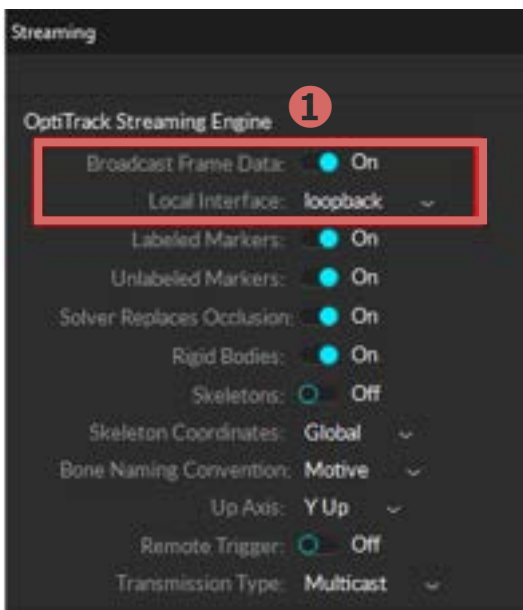 Streaming
OptiTrack Streaming Engine 1
Broadcast Frame Data: On
Local Interface: loopback
Labeled Markers: On
Unlabeled Markers: On
Solver Replaces Occlusion: On
Rigid Bodies: On
Skeletons: Off
Skeleton Coordinates: Global
Bone Naming Convention: Motive
Up Axis: Y Up
Remote Trigger: Off
Transmission Type: Multicast